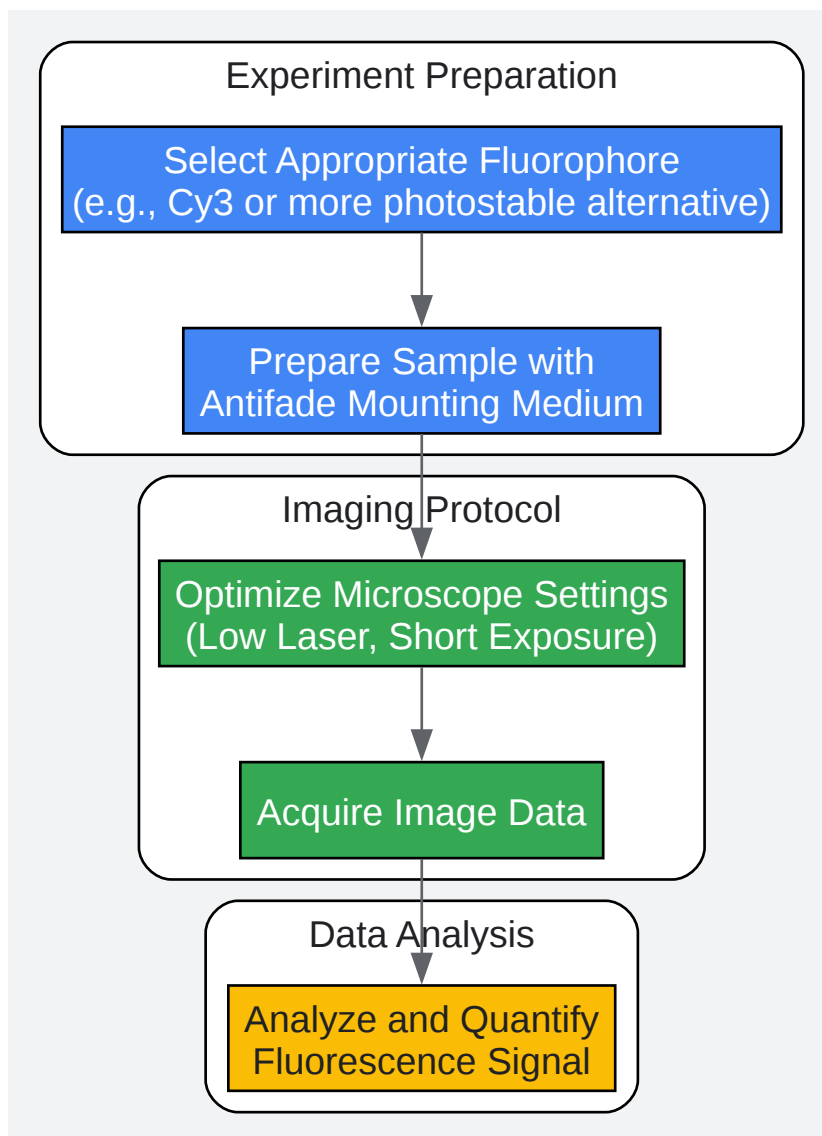 Experiment Preparation
Select Appropriate Fluorophore
(e.g., Cy3 or more photostable alternative)
Prepare Sample with
Antifade Mounting Medium
Imaging Protocol
Optimize Microscope Settings
(Low Laser, Short Exposure)
Acquire Image Data
Data Analysis
Analyze and Quantify
Fluorescence Signal